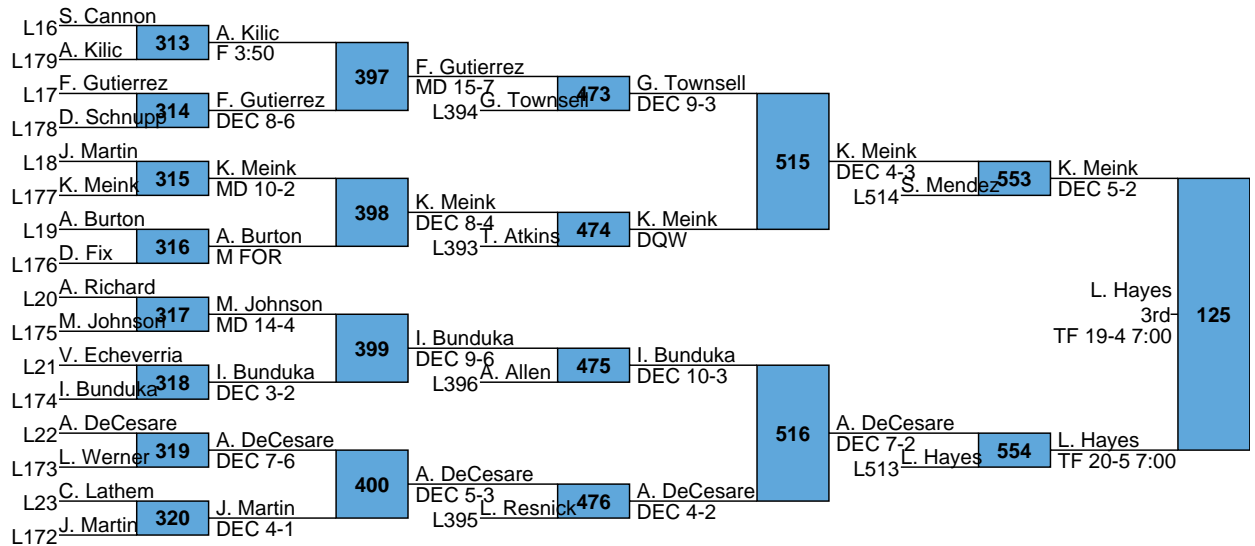 S. Cannon
L16
313
A. Kilic
F 3:50
A. Kilic
L179
397
F. Gutierrez
MD 15-7
F. Gutierrez
L17
314
F. Gutierrez
DEC 8-6
D. Schnupp
L178
L394
G. Townsell
473
G. Townsell
DEC 9-3
J. Martin
L18
315
K. Meink
MD 10-2
K. Meink
L177
398
K. Meink
DEC 8-4
A. Burton
L19
316
A. Burton
M FOR
D. Fix
L176
L393
T. Atkins
474
K. Meink
DQW
515
K. Meink
DEC 4-3
L514
S. Mendez
553
K. Meink
DEC 5-2
A. Richard
L20
317
M. Johnson
MD 14-4
M. Johnson
L175
399
I. Bunduka
DEC 9-6
V. Echeverria
L21
318
I. Bunduka
DEC 3-2
I. Bunduka
L174
L396
A. Allen
475
I. Bunduka
DEC 10-3
A. DeCesare
L22
319
A. DeCesare
DEC 7-6
L. Werner
L173
400
A. DeCesare
DEC 5-3
C. Lathem
L23
320
J. Martin
DEC 4-1
J. Martin
L172
L395
L. Resnick
476
A. DeCesare
DEC 4-2
516
A. DeCesare
DEC 7-2
L513
L. Hayes
554
L. Hayes
TF 20-5 7:00
L. Hayes
3rd
TF 19-4 7:00
125